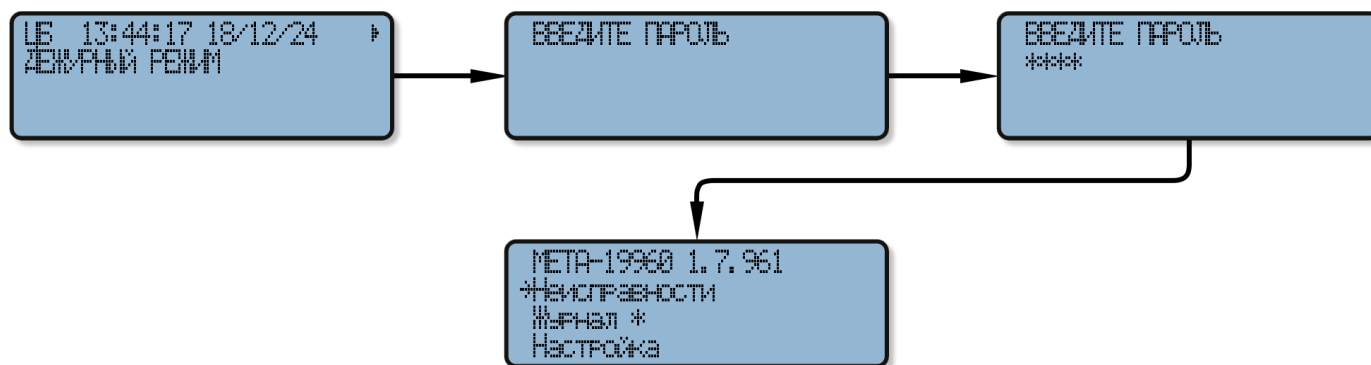 ЦБ 13:44:17 18/12/24
ДЕЖУРНЫЙ РЕЖИМ
ВВЕДИТЕ ПАРОЛЬ
ВВЕДИТЕ ПАРОЛЬ
****
МЕТА-19960 1.7.961
Неисправности
Журнал *
Настройка